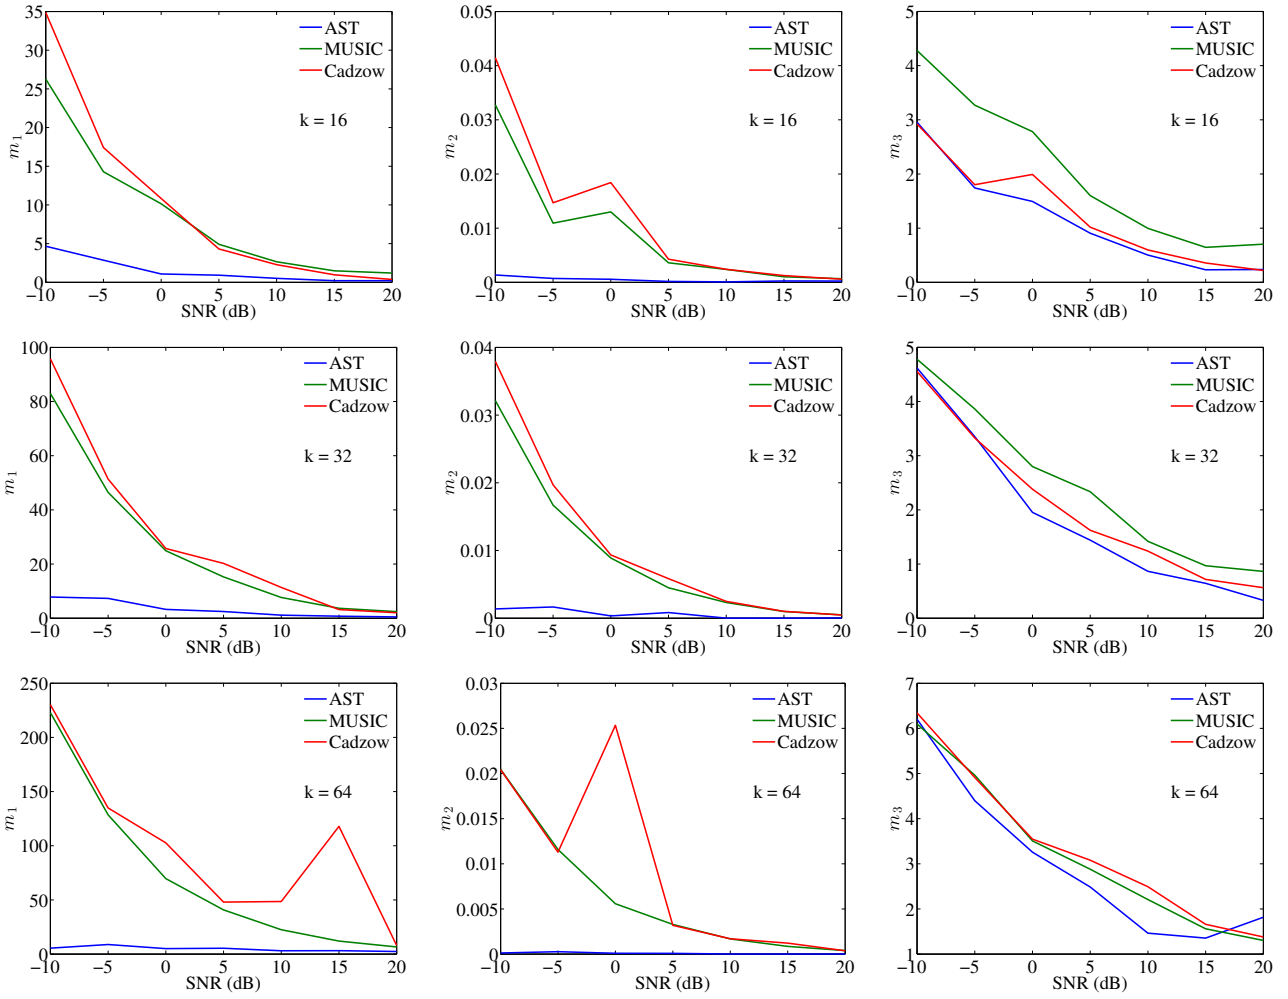 35
30
25
20
15
10
5
0
m₁
−10 −5 0 5 10 15 20
SNR (dB)
AST
MUSIC
Cadzow
k = 16
0.05
0.04
0.03
0.02
0.01
0
m₂
−10 −5 0 5 10 15 20
SNR (dB)
AST
MUSIC
Cadzow
k = 16
5
4
3
2
1
0
m₃
−10 −5 0 5 10 15 20
SNR (dB)
AST
MUSIC
Cadzow
k = 16
100
80
60
40
20
0
m₁
−10 −5 0 5 10 15 20
SNR (dB)
AST
MUSIC
Cadzow
k = 32
0.04
0.03
0.02
0.01
0
m₂
−10 −5 0 5 10 15 20
SNR (dB)
AST
MUSIC
Cadzow
k = 32
5
4
3
2
1
0
m₃
−10 −5 0 5 10 15 20
SNR (dB)
AST
MUSIC
Cadzow
k = 32
250
200
150
100
50
0
m₁
−10 −5 0 5 10 15 20
SNR (dB)
AST
MUSIC
Cadzow
k = 64
0.03
0.025
0.02
0.015
0.01
0.005
0
m₂
−10 −5 0 5 10 15 20
SNR (dB)
AST
MUSIC
Cadzow
k = 64
7
6
5
4
3
2
1
m₃
−10 −5 0 5 10 15 20
SNR (dB)
AST
MUSIC
Cadzow
k = 64